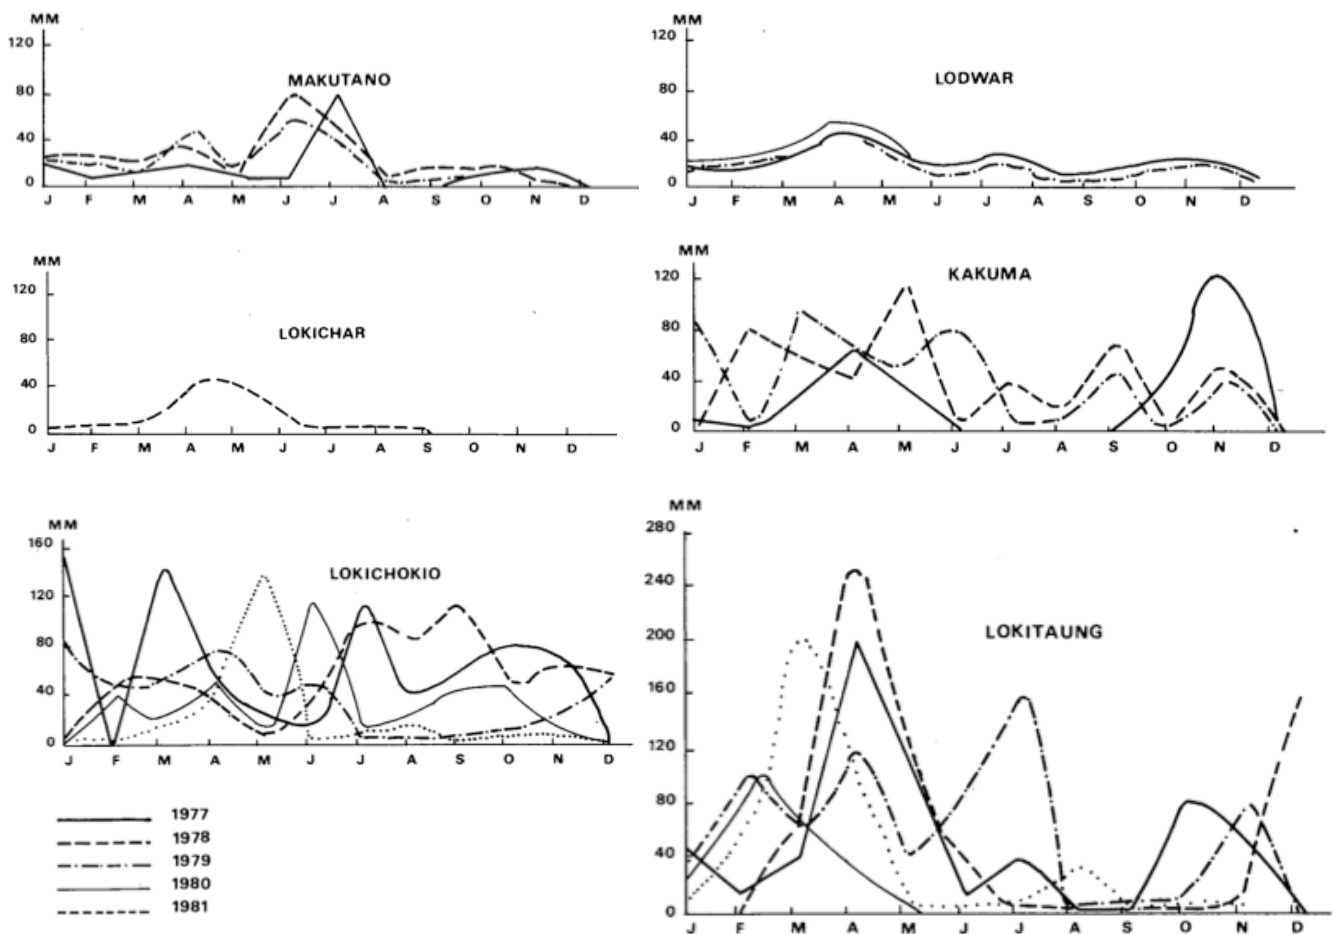 MM
120
80
40
0
MAKUTANO
J F M A M J J A S O N D
MM
120
80
40
0
LODWAR
J F M A M J J A S O N D
MM
120
80
40
0
LOKICHAR
J F M A M J J A S O N D
MM
120
80
40
0
KAKUMA
J F M A M J J A S O N D
MM
160
120
80
40
0
LOKICHOKIO
J F M A M J J A S O N D
1977
1978
1979
1980
1981
MM
280
240
200
160
120
80
40
0
LOKITAUNG
J F M A M J J A S O N D